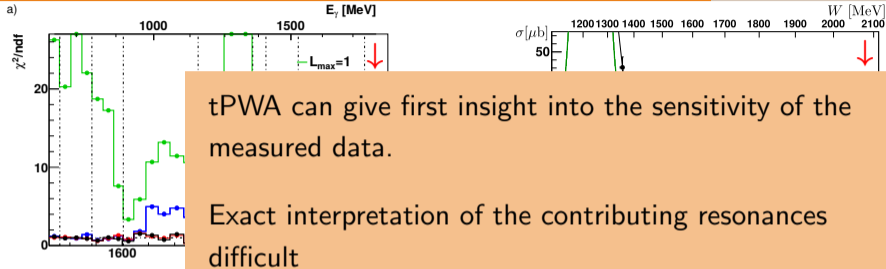 a)
E_γ [MeV]
1000 1500
χ²/ndf
20
10
0
1600
L_max=1
W [MeV]
σ[μb]
1200 1300 1400 1500 1600 1700 1800 1900 2000 2100
50
tPWA can give first insight into the sensitivity of the
measured data.
Exact interpretation of the contributing resonances
difficult